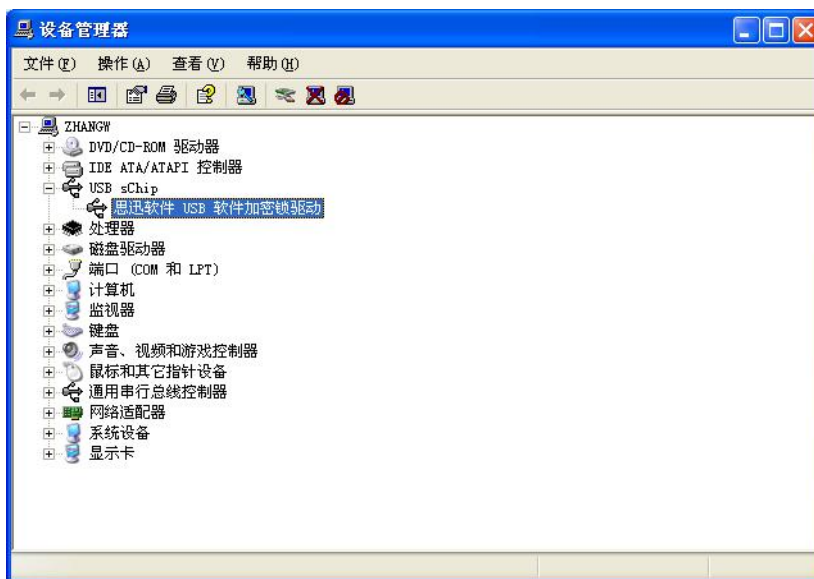 设备管理器
文件(F) 操作(A) 查看(V) 帮助(H)
ZHANGW
DVD/CD-ROM 驱动器
IDE ATA/ATAPI 控制器
USB sChip
思迅软件 USB 软件加密锁驱动
处理器
磁盘驱动器
端口 (COM 和 LPT)
计算机
监视器
键盘
声音、视频和游戏控制器
鼠标和其它指针设备
通用串行总线控制器
网络适配器
系统设备
显示卡